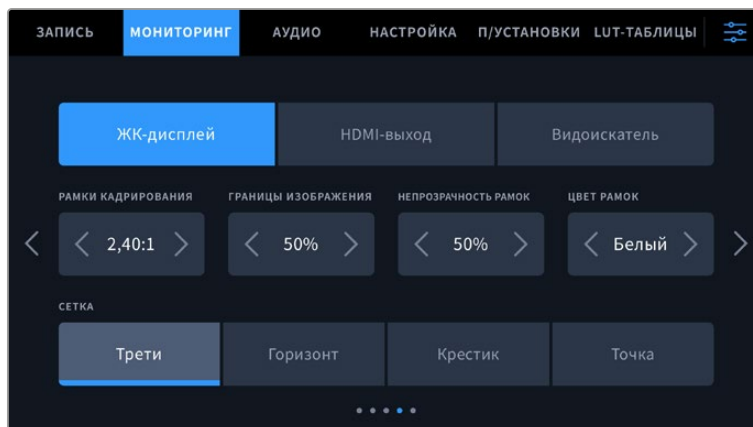 ЗАПИСЬ МОНИТОРИНГ АУДИО НАСТРОЙКА П/УСТАНОВКИ LUT-ТАБЛИЦЫ
ЖК-дисплей HDMI-выход Видоискатель
РАМКИ КАДРИРОВАНИЯ ГРАНИЦЫ ИЗОБРАЖЕНИЯ НЕПРОЗРАЧНОСТЬ РАМОК ЦВЕТ РАМОК
2,40:1 50% 50% Белый
СЕТКА
Трети Горизонт Крестик Точка